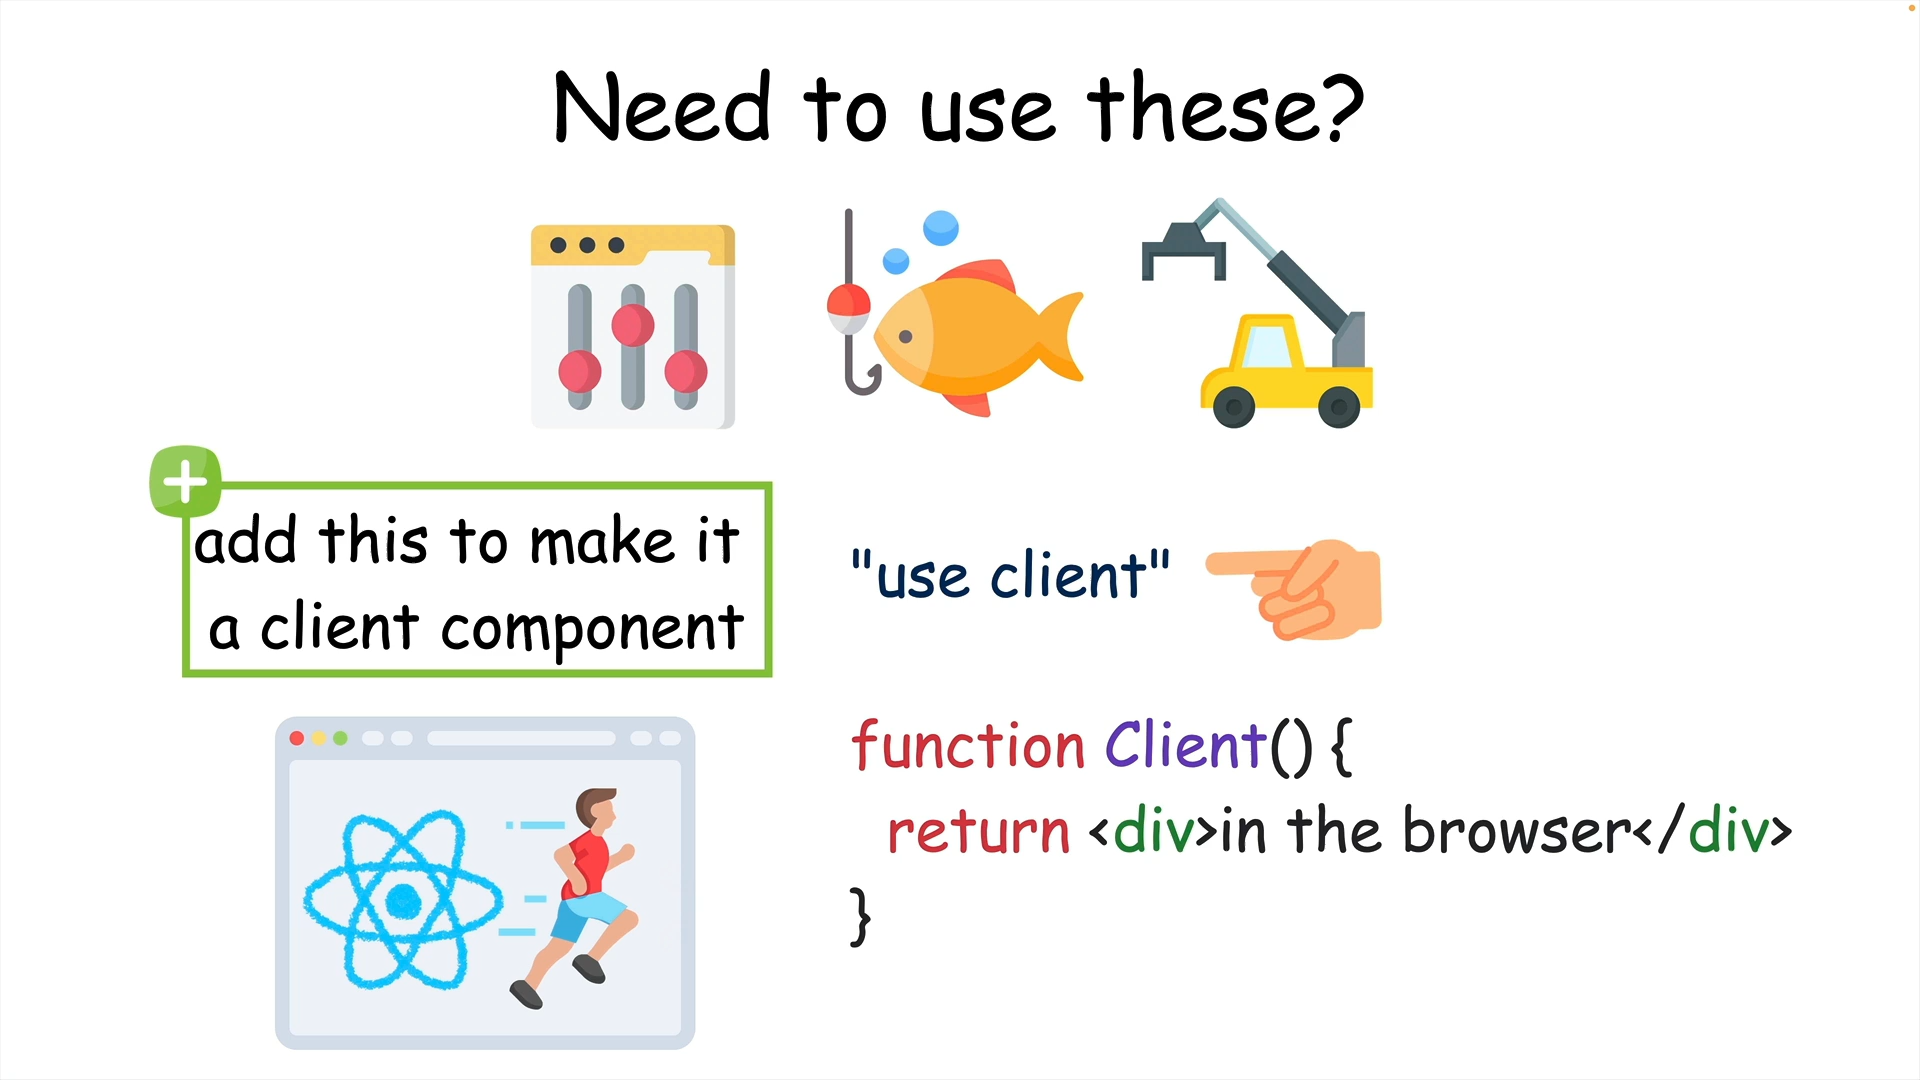 Need to use these?
add this to make it
a client component
"use client"
function Client() {
return <div>in the browser</div>
}